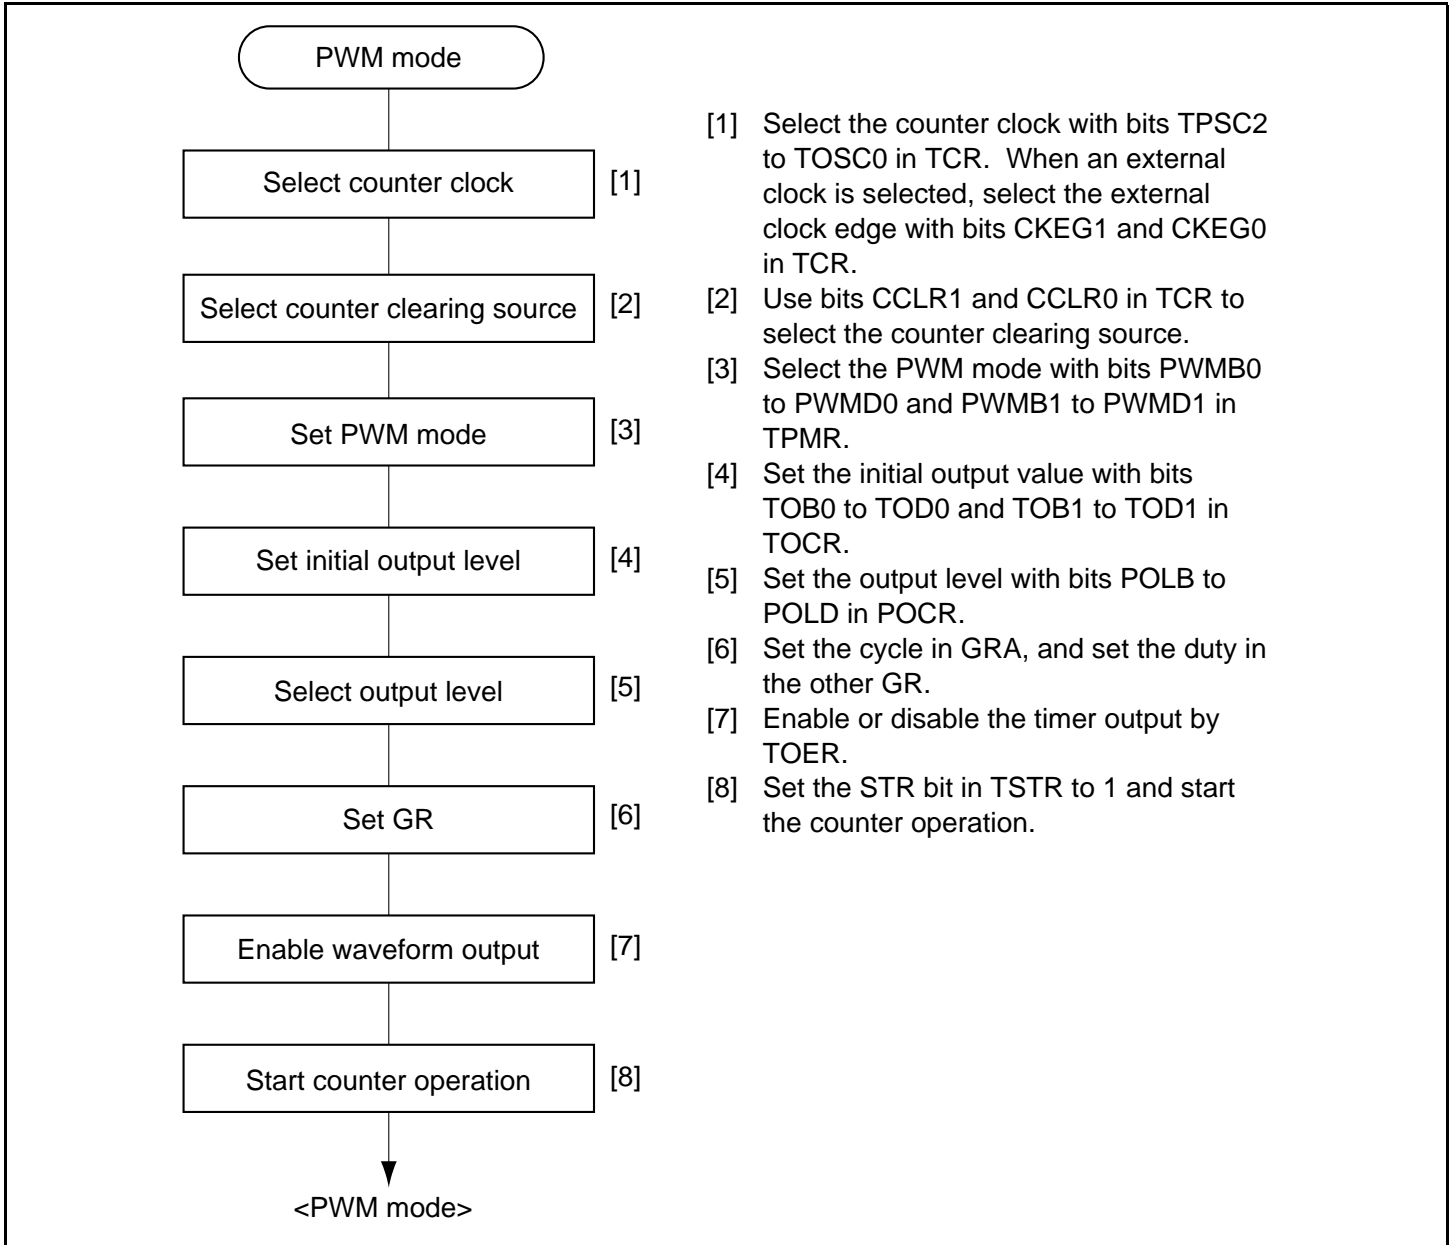 PWM mode
Select counter clock [1]
Select counter clearing source [2]
Set PWM mode [3]
Set initial output level [4]
Select output level [5]
Set GR [6]
Enable waveform output [7]
Start counter operation [8]
<PWM mode>
[1] Select the counter clock with bits TPSC2
to TOSC0 in TCR. When an external
clock is selected, select the external
clock edge with bits CKEG1 and CKEG0
in TCR.
[2] Use bits CCLR1 and CCLR0 in TCR to
select the counter clearing source.
[3] Select the PWM mode with bits PWMB0
to PWMD0 and PWMB1 to PWMD1 in
TPMR.
[4] Set the initial output value with bits
TOB0 to TOD0 and TOB1 to TOD1 in
TOCR.
[5] Set the output level with bits POLB to
POLD in POCR.
[6] Set the cycle in GRA, and set the duty in
the other GR.
[7] Enable or disable the timer output by
TOER.
[8] Set the STR bit in TSTR to 1 and start
the counter operation.